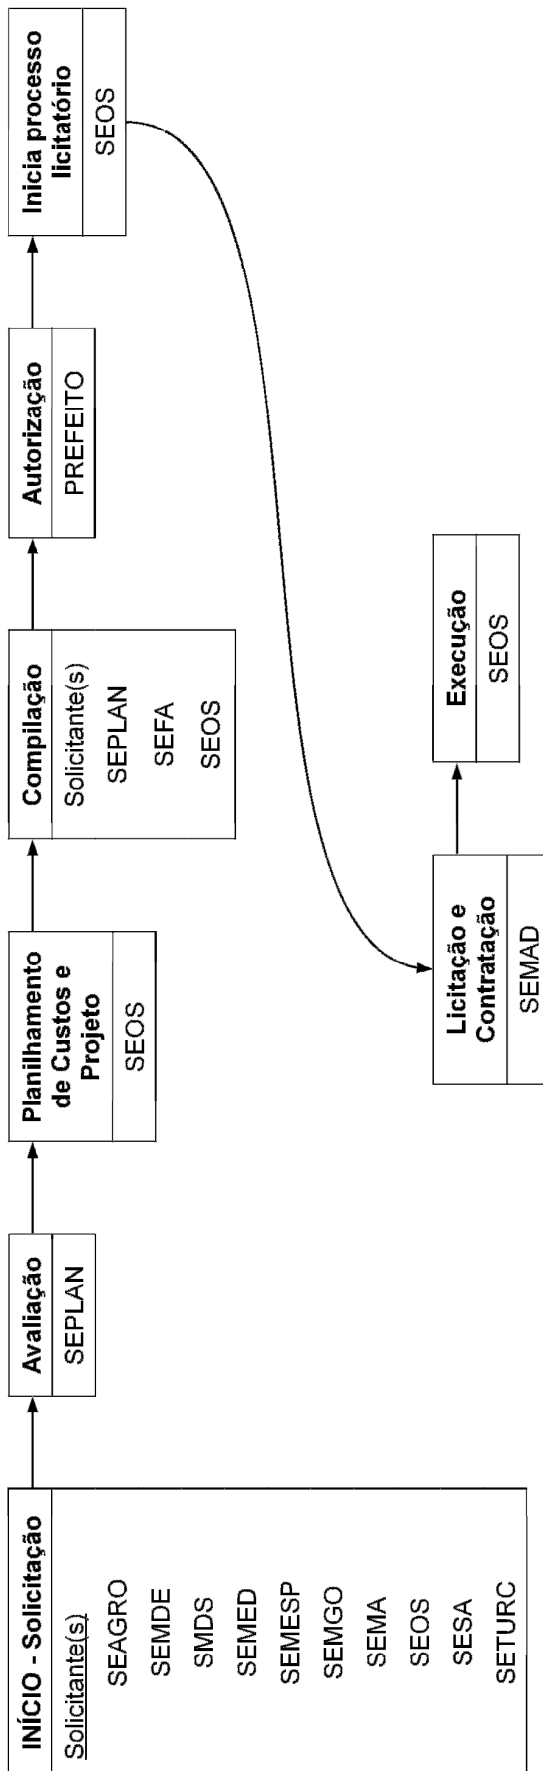 INÍCIO - Solicitação
Solicitante(s)
SEAGRO
SEMDE
SMDS
SEMED
SEMESP
SEMGO
SEMA
SEOS
SESA
SETURC
Avaliação
SEPLAN
Planilhamento
de Custos e
Projeto
SEOS
Compilação
Solicitante(s)
SEPLAN
SEFA
SEOS
Autorização
PREFEITO
Inicia processo
licitatório
SEOS
Licitação e
Contratação
SEMAD
Execução
SEOS